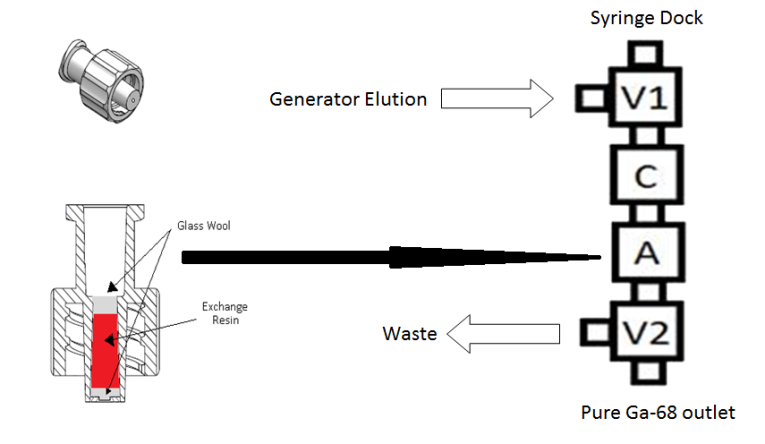 Syringe Dock
Generator Elution
V1
C
Glass Wool
A
Exchange
Resin
Waste
V2
Pure Ga-68 outlet